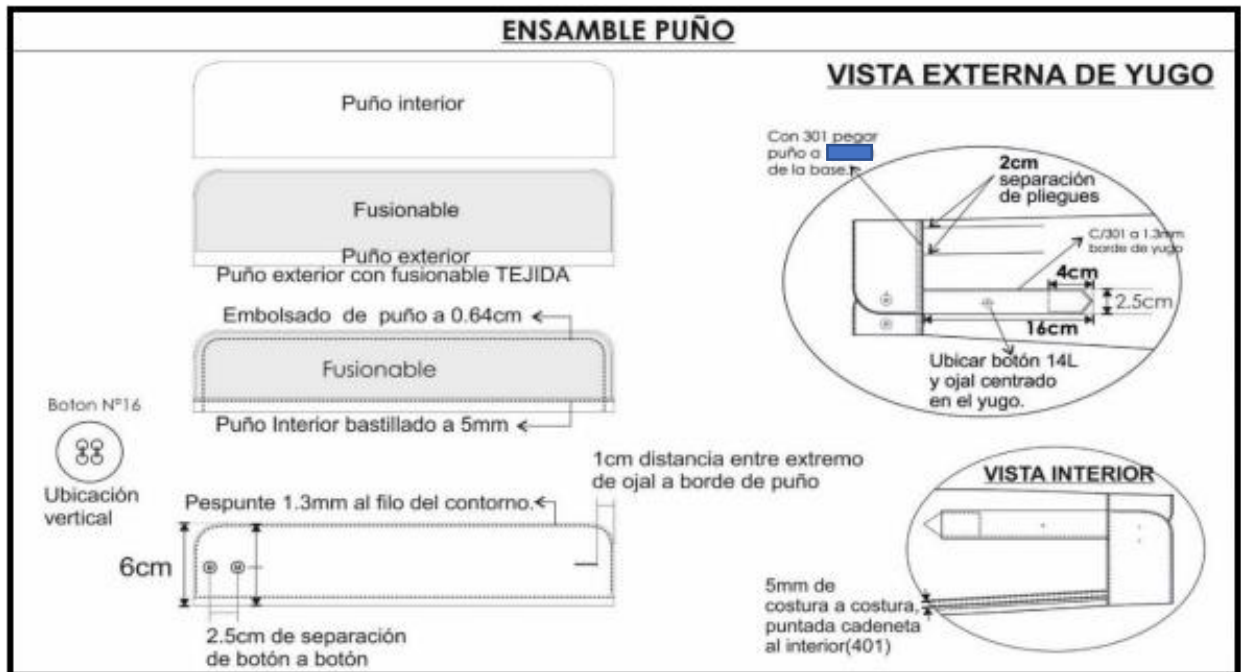 ENSAMBLE PUÑO
Puño interior
Fusionable
Puño exterior
Puño exterior con fusionable TEJIDA
Embolsado de puño a 0.64cm
Fusionable
Puño Interior bastillado a 5mm
Boton Nº16
Ubicación
vertical
1cm distancia entre extremo
de ojal a borde de puño
Pespunte 1.3mm al filo del contorno.
6cm
2.5cm de separación
de botón a botón
VISTA EXTERNA DE YUGO
Con 301 pegar
puño a
de la base.
2cm
separación
de pliegues
C/301 a 1.3mm
borde de yugo
4cm
2.5cm
16cm
Ubicar botón 14L
y ojal centrado
en el yugo.
VISTA INTERIOR
5mm de
costura a costura,
puntada cadeneta
al interior(401)